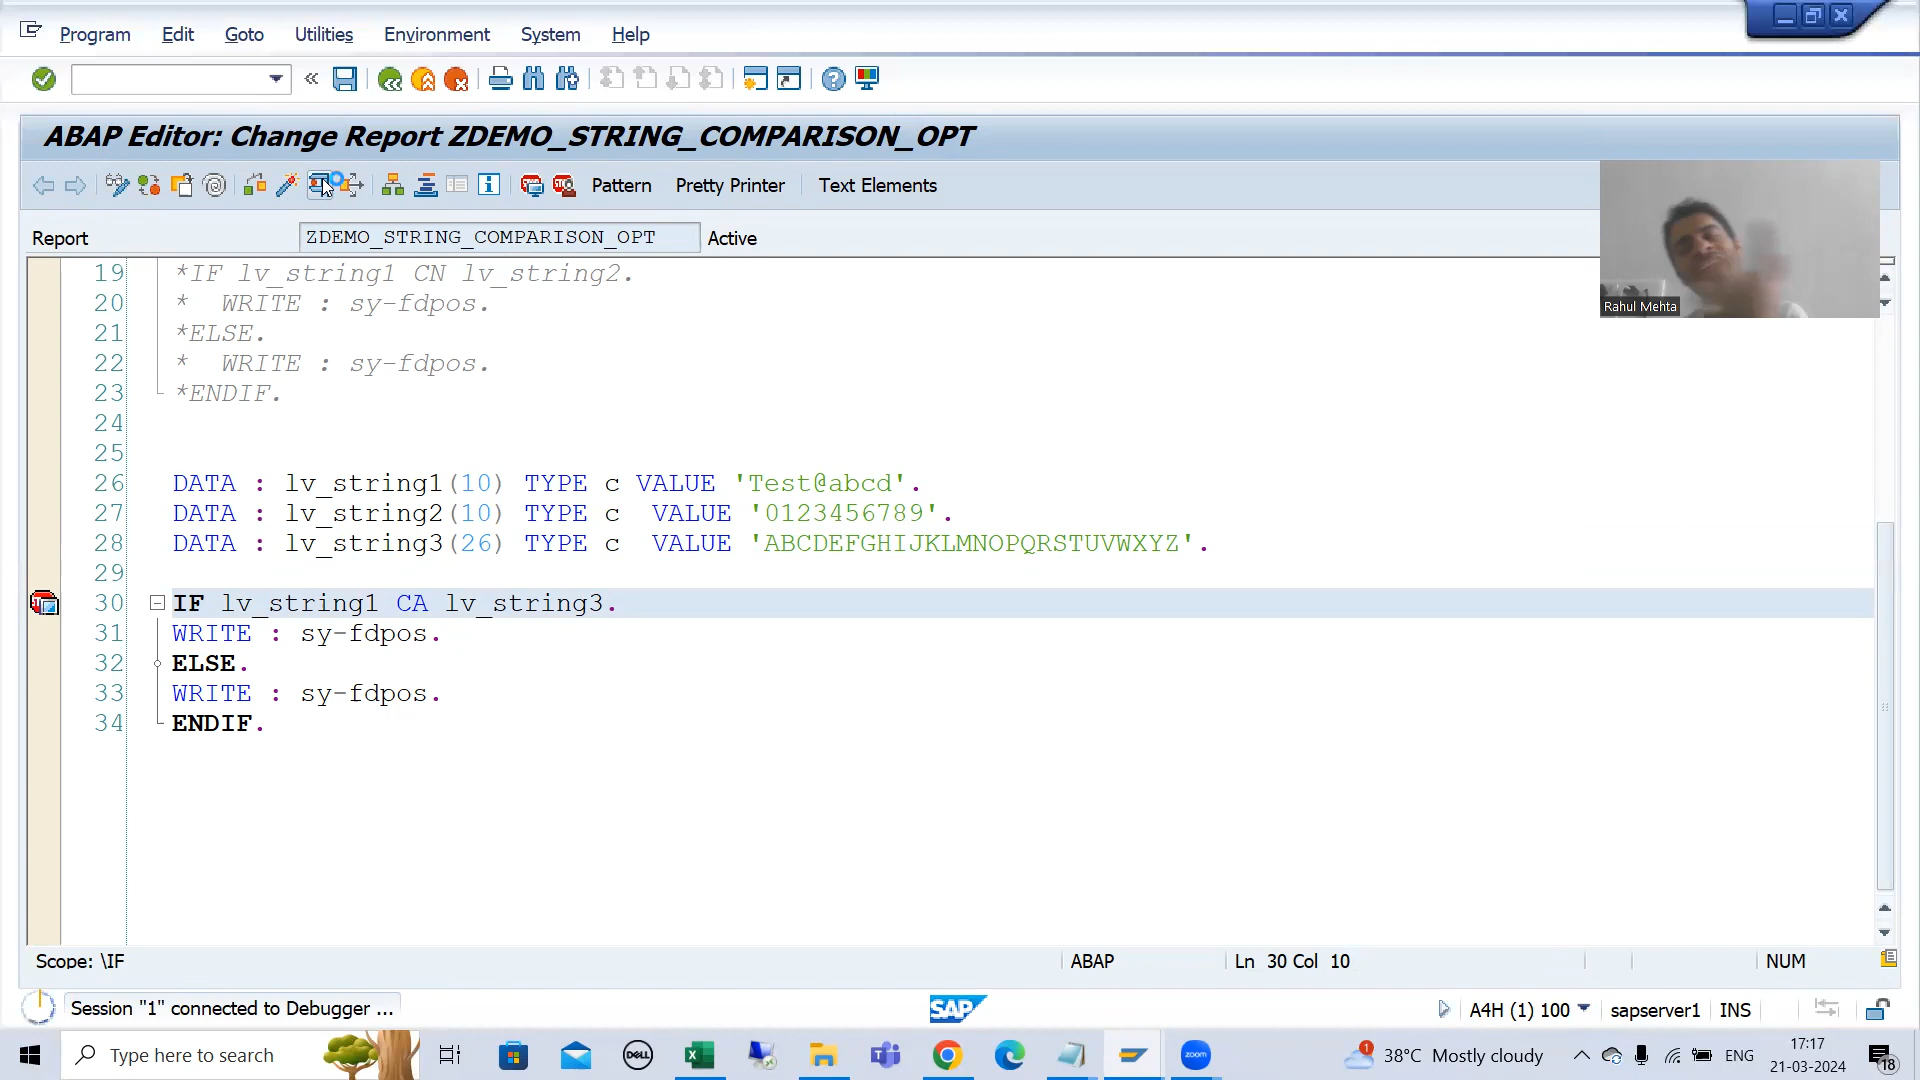 Program Edit Goto Utilities Environment System Help
ABAP Editor: Change Report ZDEMO_STRING_COMPARISON_OPT
Pattern Pretty Printer Text Elements
Report ZDEMO_STRING_COMPARISON_OPT Active
Rahul Mehta
19 *IF lv_string1 CN lv_string2.
20 *  WRITE : sy-fdpos.
21 *ELSE.
22 *  WRITE : sy-fdpos.
23 *ENDIF.
24
25
26 DATA : lv_string1(10) TYPE c VALUE 'Test@abcd'.
27 DATA : lv_string2(10) TYPE c  VALUE '0123456789'.
28 DATA : lv_string3(26) TYPE c  VALUE 'ABCDEFGHIJKLMNOPQRSTUVWXYZ'.
29
30 IF lv_string1 CA lv_string3.
31 WRITE : sy-fdpos.
32 ELSE.
33 WRITE : sy-fdpos.
34 ENDIF.
Scope: \IF ABAP Ln 30 Col 10 NUM
Session "1" connected to Debugger ... SAP A4H (1) 100 sapserver1 INS
Type here to search DELL zoom 1 38°C Mostly cloudy ENG 17:17
21-03-2024 18